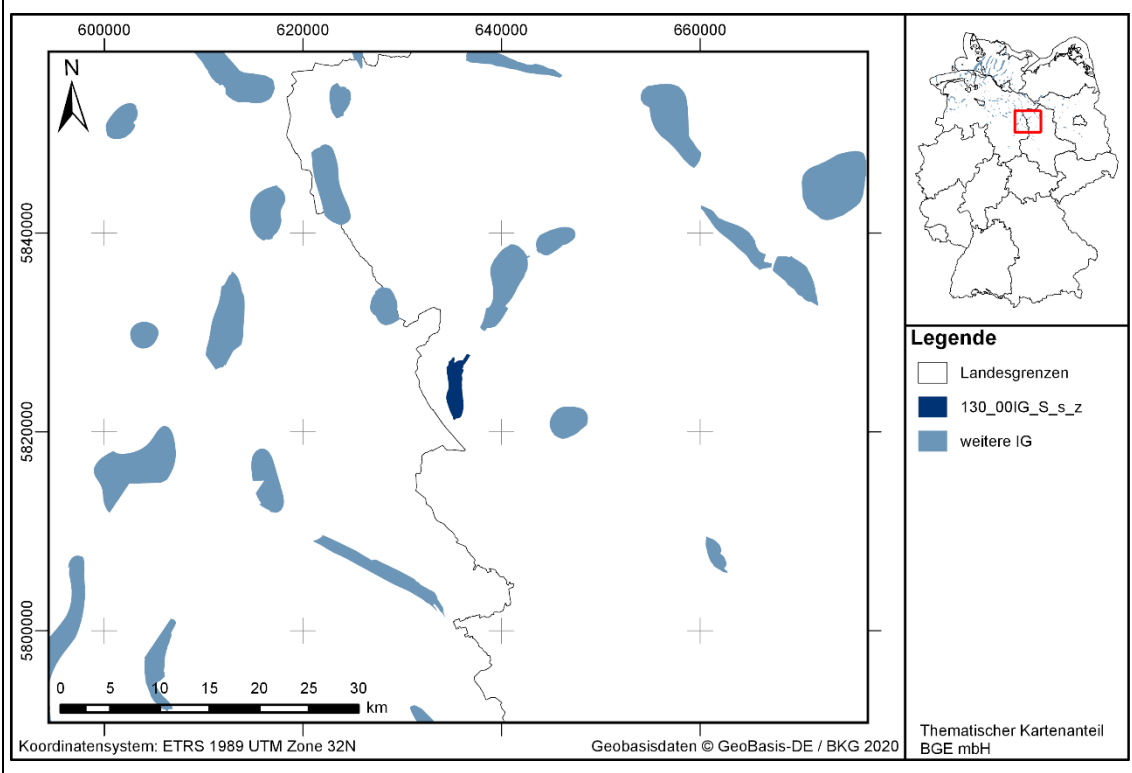 600000 620000 640000 660000
N
5840000
5820000
5800000
0 5 10 15 20 25 30
km
Koordinatensystem: ETRS 1989 UTM Zone 32N
Geobasisdaten © GeoBasis-DE / BKG 2020
Legende
Landesgrenzen
130_00IG_S_s_z
weitere IG
Thematischer Kartenanteil
BGE mbH